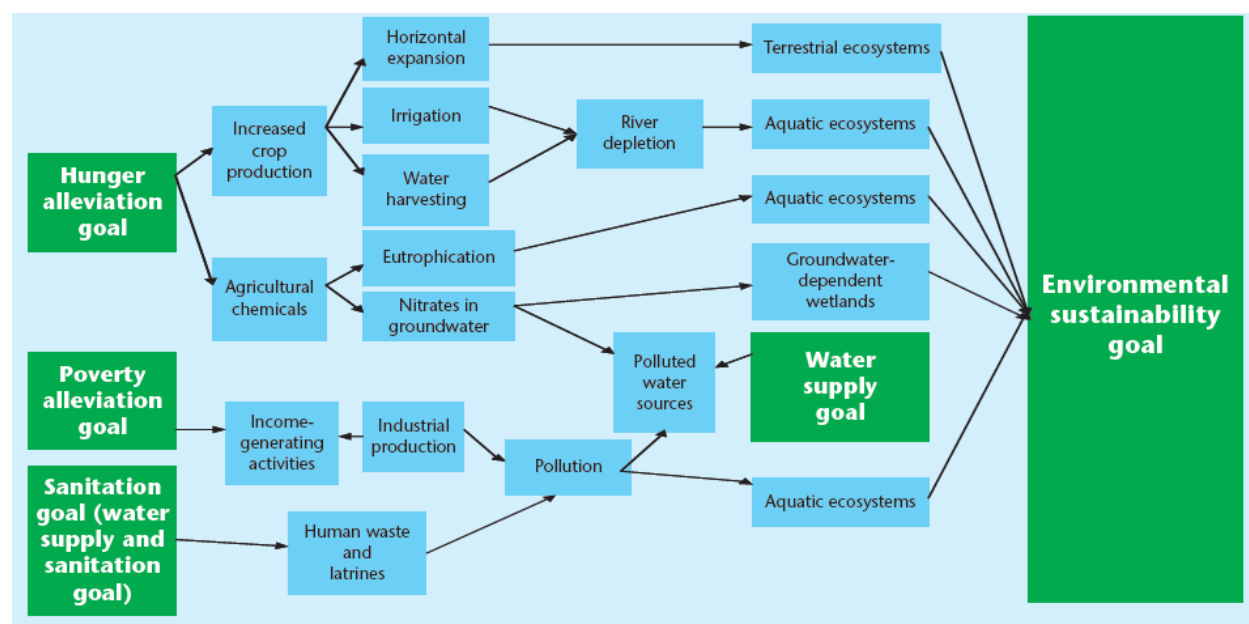 Horizontal
expansion
Terrestrial ecosystems
Increased
crop
production
Irrigation
River
depletion
Aquatic ecosystems
Hunger
alleviation
goal
Water
harvesting
Aquatic ecosystems
Agricultural
chemicals
Eutrophication
Groundwater-
dependent
wetlands
Nitrates in
groundwater
Environmental
sustainability
goal
Poverty
alleviation
goal
Polluted
water
sources
Water
supply
goal
Income-
generating
activities
Industrial
production
Pollution
Aquatic ecosystems
Sanitation
goal (water
supply and
sanitation
goal)
Human waste
and
latrines